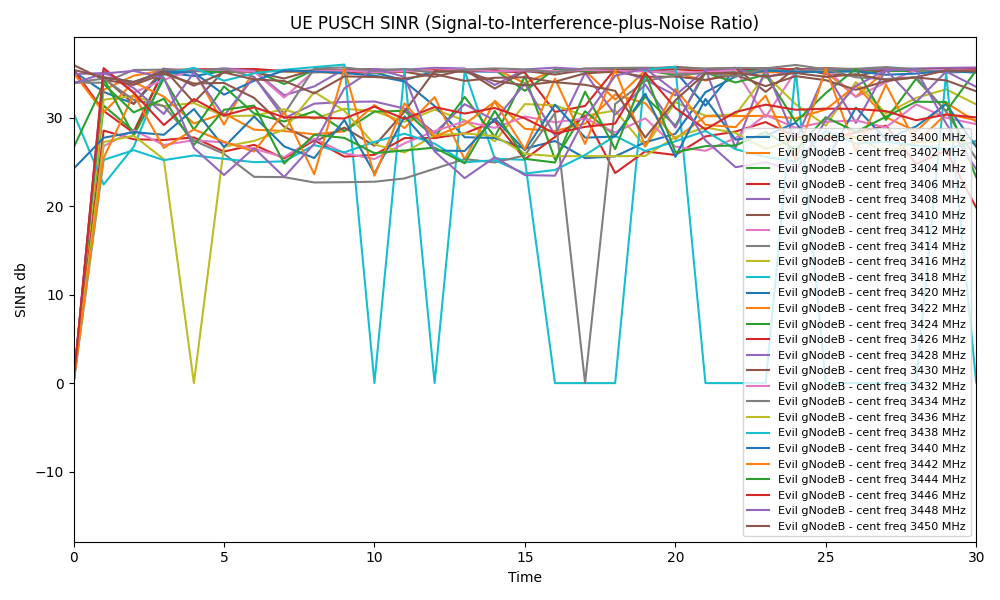 UE PUSCH SINR (Signal-to-Interference-plus-Noise Ratio)
SINR db
30
20
10
0
−10
0
5
10
15
20
25
30
Time
Evil gNodeB - cent freq 3400 MHz
Evil gNodeB - cent freq 3402 MHz
Evil gNodeB - cent freq 3404 MHz
Evil gNodeB - cent freq 3406 MHz
Evil gNodeB - cent freq 3408 MHz
Evil gNodeB - cent freq 3410 MHz
Evil gNodeB - cent freq 3412 MHz
Evil gNodeB - cent freq 3414 MHz
Evil gNodeB - cent freq 3416 MHz
Evil gNodeB - cent freq 3418 MHz
Evil gNodeB - cent freq 3420 MHz
Evil gNodeB - cent freq 3422 MHz
Evil gNodeB - cent freq 3424 MHz
Evil gNodeB - cent freq 3426 MHz
Evil gNodeB - cent freq 3428 MHz
Evil gNodeB - cent freq 3430 MHz
Evil gNodeB - cent freq 3432 MHz
Evil gNodeB - cent freq 3434 MHz
Evil gNodeB - cent freq 3436 MHz
Evil gNodeB - cent freq 3438 MHz
Evil gNodeB - cent freq 3440 MHz
Evil gNodeB - cent freq 3442 MHz
Evil gNodeB - cent freq 3444 MHz
Evil gNodeB - cent freq 3446 MHz
Evil gNodeB - cent freq 3448 MHz
Evil gNodeB - cent freq 3450 MHz